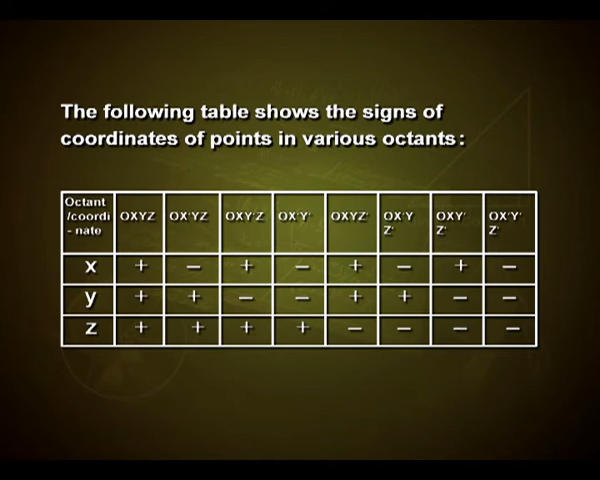 The following table shows the signs of
coordinates of points in various octants :
Octant /coordi - nate OXYZ OX'YZ OXY'Z OX'Y' OXYZ' OX'Y Z' OXY' Z' OX'Y' Z'
x + – + – + – + –
y + + – – + + – –
z + + + + – – – –